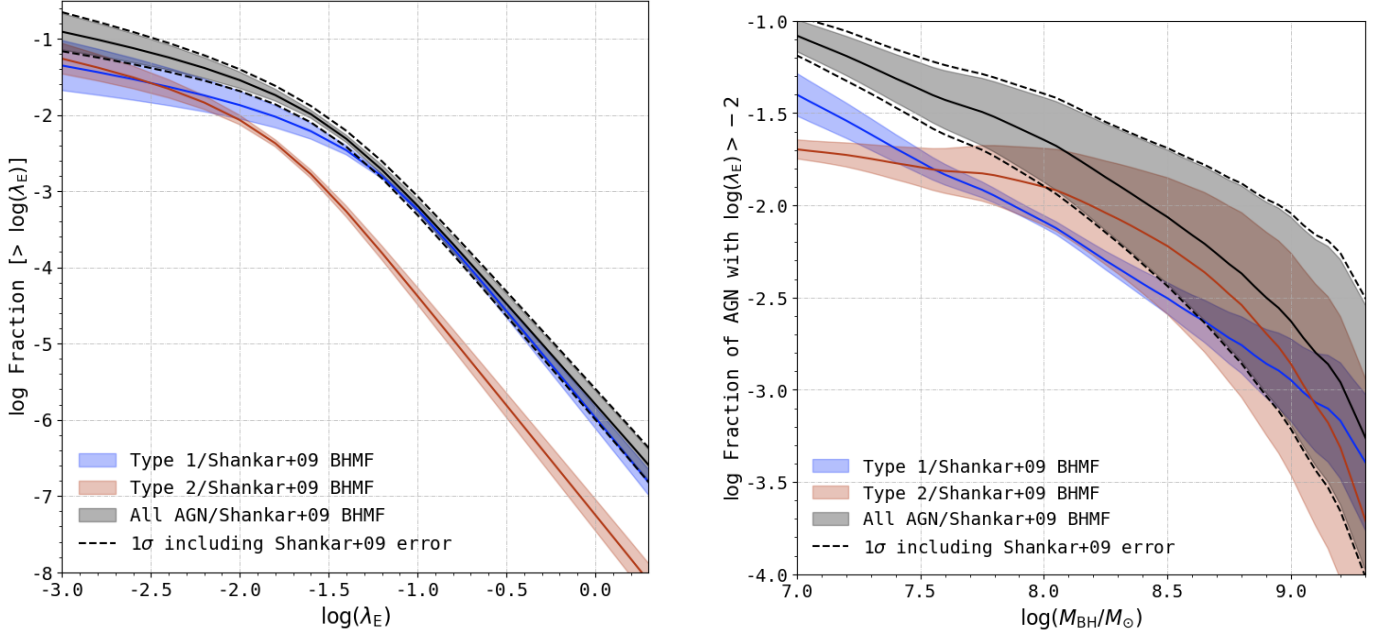 log Fraction [> log(λ_E)]
-1
-2
-3
-4
-5
-6
-7
-8
Type 1/Shankar+09 BHMF
Type 2/Shankar+09 BHMF
All AGN/Shankar+09 BHMF
1σ including Shankar+09 error
-3.0 -2.5 -2.0 -1.5 -1.0 -0.5 0.0
log(λ_E)
log Fraction of AGN with log(λ_E) > −2
-1.0
-1.5
-2.0
-2.5
-3.0
-3.5
-4.0
Type 1/Shankar+09 BHMF
Type 2/Shankar+09 BHMF
All AGN/Shankar+09 BHMF
1σ including Shankar+09 error
7.0 7.5 8.0 8.5 9.0
log(M_BH/M_⊙)